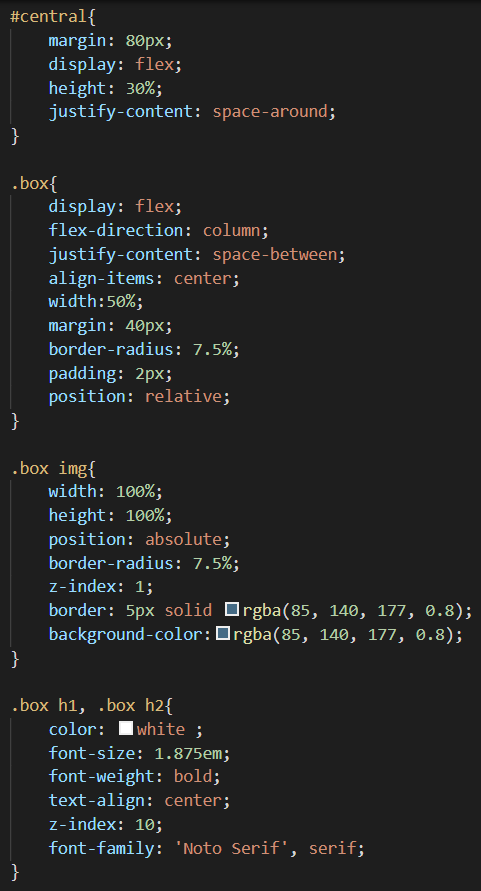 #central{
    margin: 80px;
    display: flex;
    height: 30%;
    justify-content: space-around;
}

.box{
    display: flex;
    flex-direction: column;
    justify-content: space-between;
    align-items: center;
    width:50%;
    margin: 40px;
    border-radius: 7.5%;
    padding: 2px;
    position: relative;
}

.box img{
    width: 100%;
    height: 100%;
    position: absolute;
    border-radius: 7.5%;
    z-index: 1;
    border: 5px solid rgba(85, 140, 177, 0.8);
    background-color: rgba(85, 140, 177, 0.8);
}

.box h1, .box h2{
    color: white ;
    font-size: 1.875em;
    font-weight: bold;
    text-align: center;
    z-index: 10;
    font-family: 'Noto Serif', serif;
}